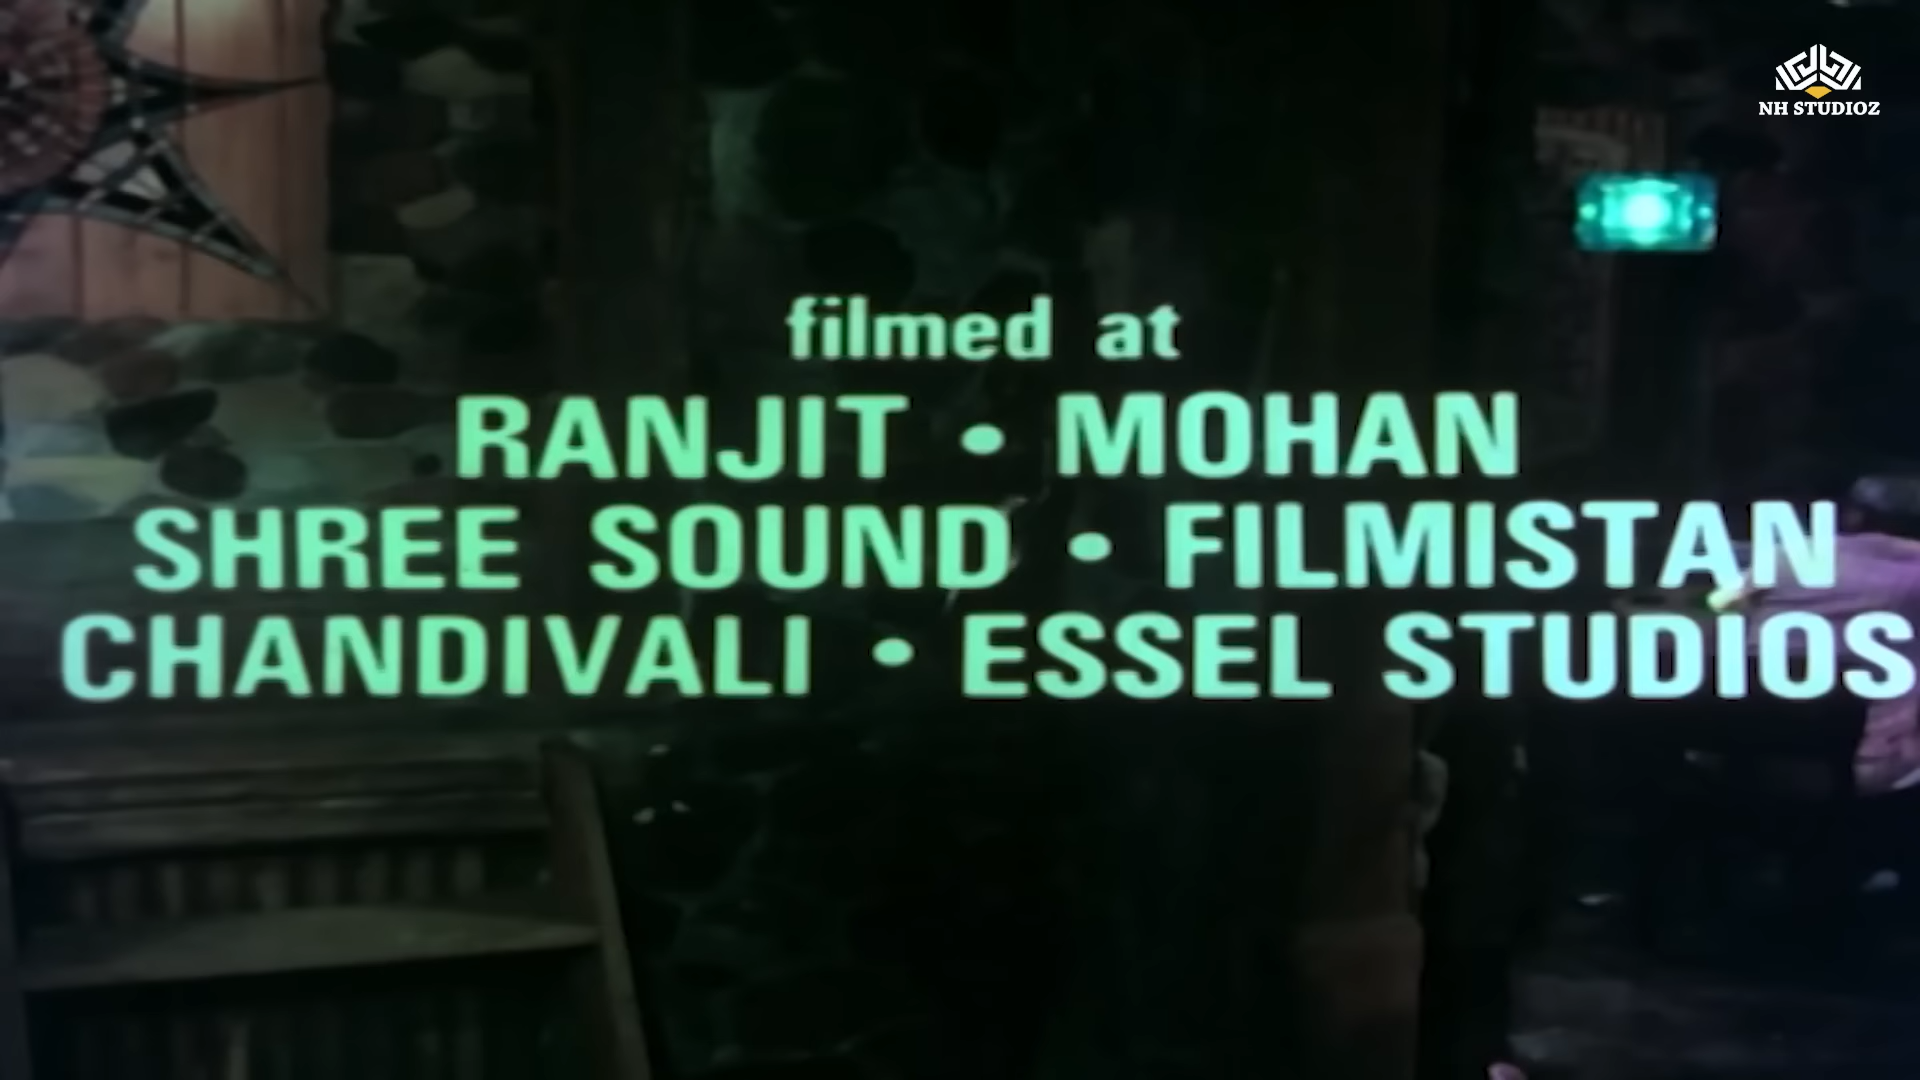 NH STUDIOZ
filmed at
RANJIT • MOHAN
SHREE SOUND • FILMISTAN
CHANDIVALI • ESSEL STUDIOS